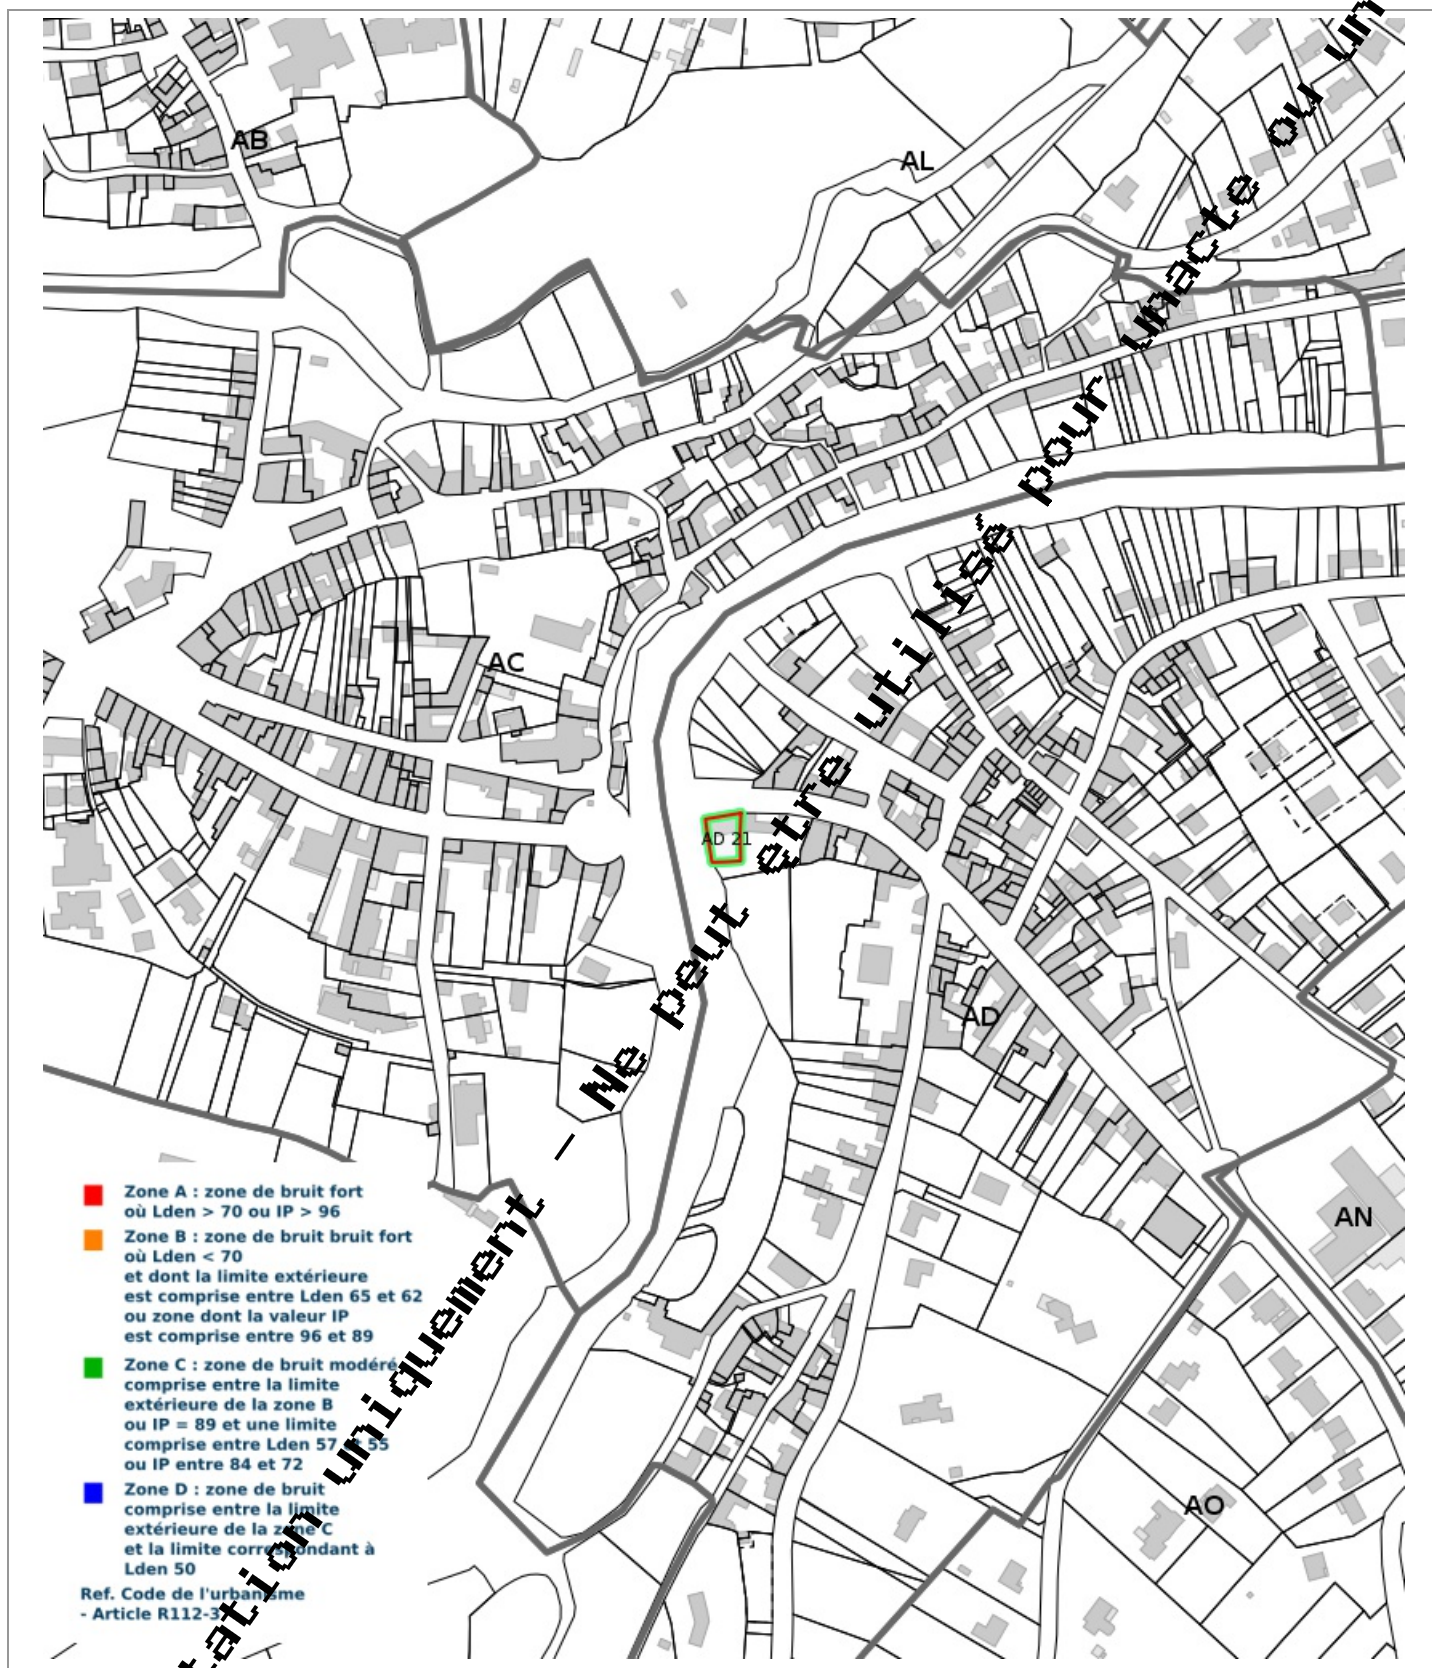 AB
AL
AC
AD 21
AD
AN
AO
Zone A : zone de bruit fort
où Lden > 70 ou IP > 96
Zone B : zone de bruit bruit fort
où Lden < 70
et dont la limite extérieure
est comprise entre Lden 65 et 62
ou zone dont la valeur IP
est comprise entre 96 et 89
Zone C : zone de bruit modéré
comprise entre la limite
extérieure de la zone B
ou IP = 89 et une limite
comprise entre Lden 57 et 55
ou IP entre 84 et 72
Zone D : zone de bruit
comprise entre la limite
extérieure de la zone C
et la limite correspondant à
Lden 50
Ref. Code de l'urbanisme
- Article R112-3
tation uniquement – Ne peut etre utilisé pour un acte ou un